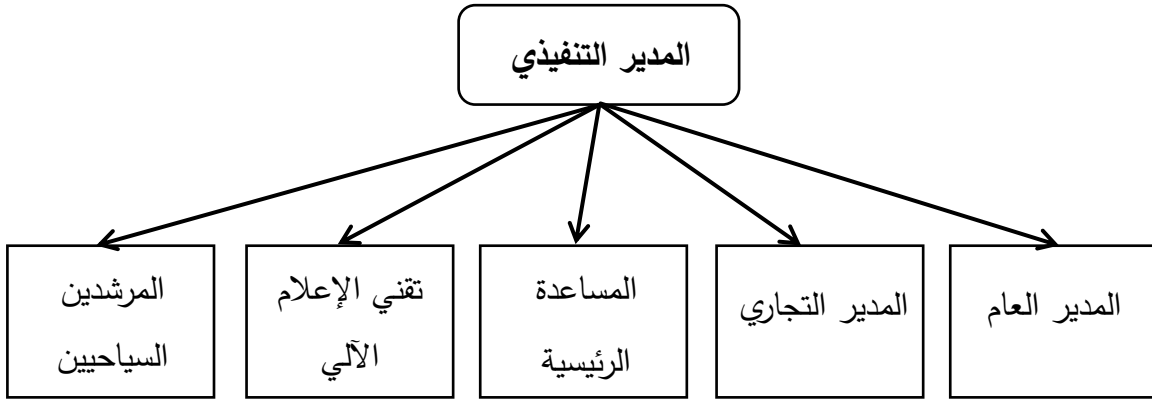 المدير التنفيذي
المدير العام
المدير التجاري
المساعدة
الرئيسية
تقني الإعلام
الآلي
المرشدين
السياحيين